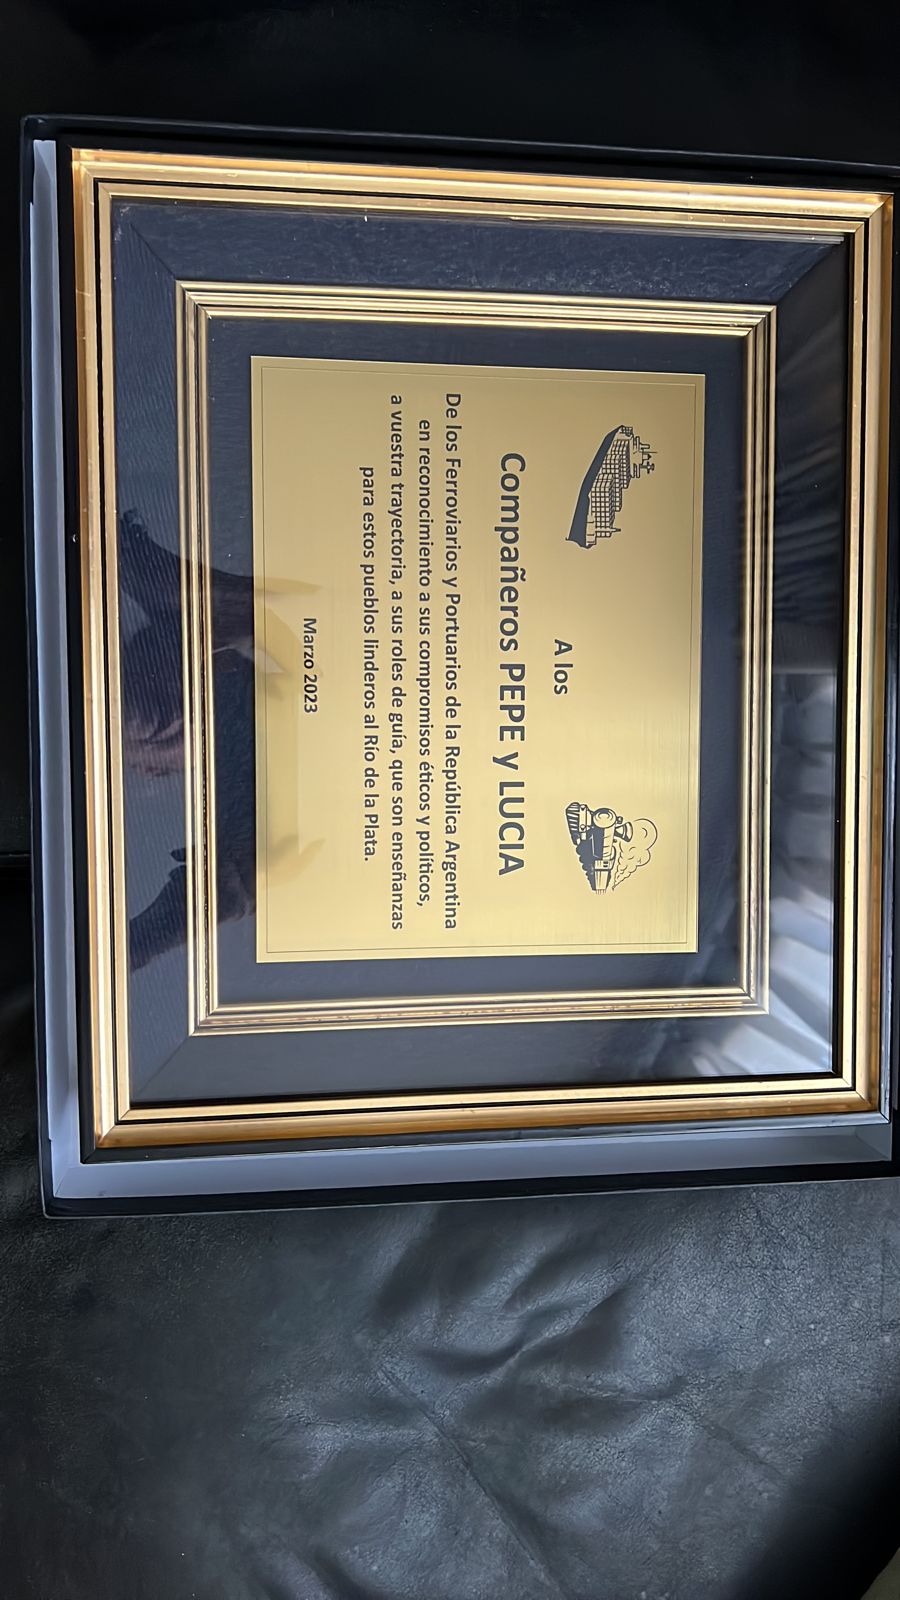 A los
Compañeros PEPE y LUCIA
De los Ferroviarios y Portuarios de la República Argentina
en reconocimiento a sus compromisos éticos y políticos,
a vuestra trayectoria, a sus roles de guía, que son enseñanzas
para estos pueblos linderos al Río de la Plata.
Marzo 2023